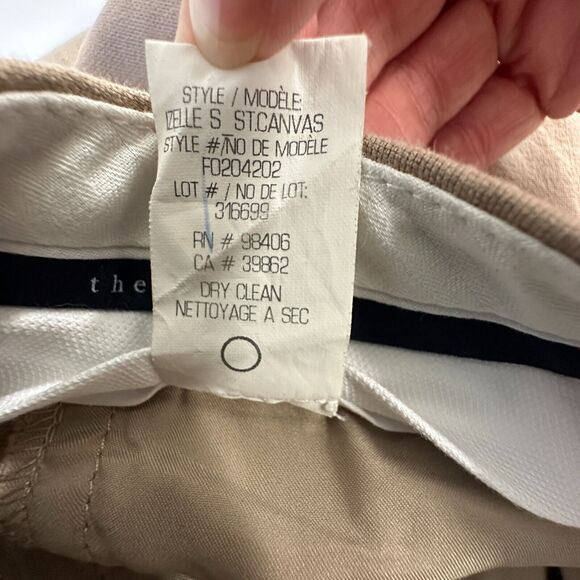 STYLE / MODÈLE:
IZELLE S_ST.CANVAS
STYLE #/NO DE MODÈLE
F0204202
LOT # / NO DE LOT:
316699
RN # 98406
CA # 39862
DRY CLEAN
NETTOYAGE A SEC
the